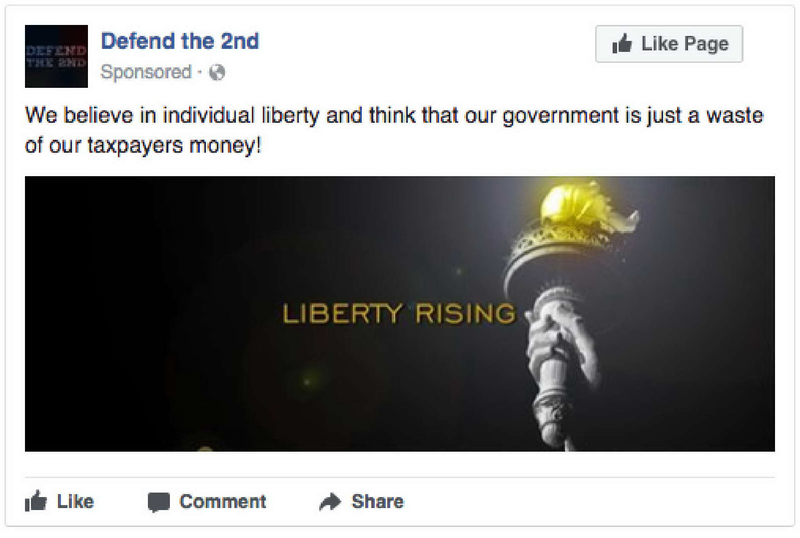 DEFEND
THE 2ND
Defend the 2nd
Like Page
Sponsored ·
We believe in individual liberty and think that our government is just a waste
of our taxpayers money!
LIBERTY RISING
Like
Comment
Share